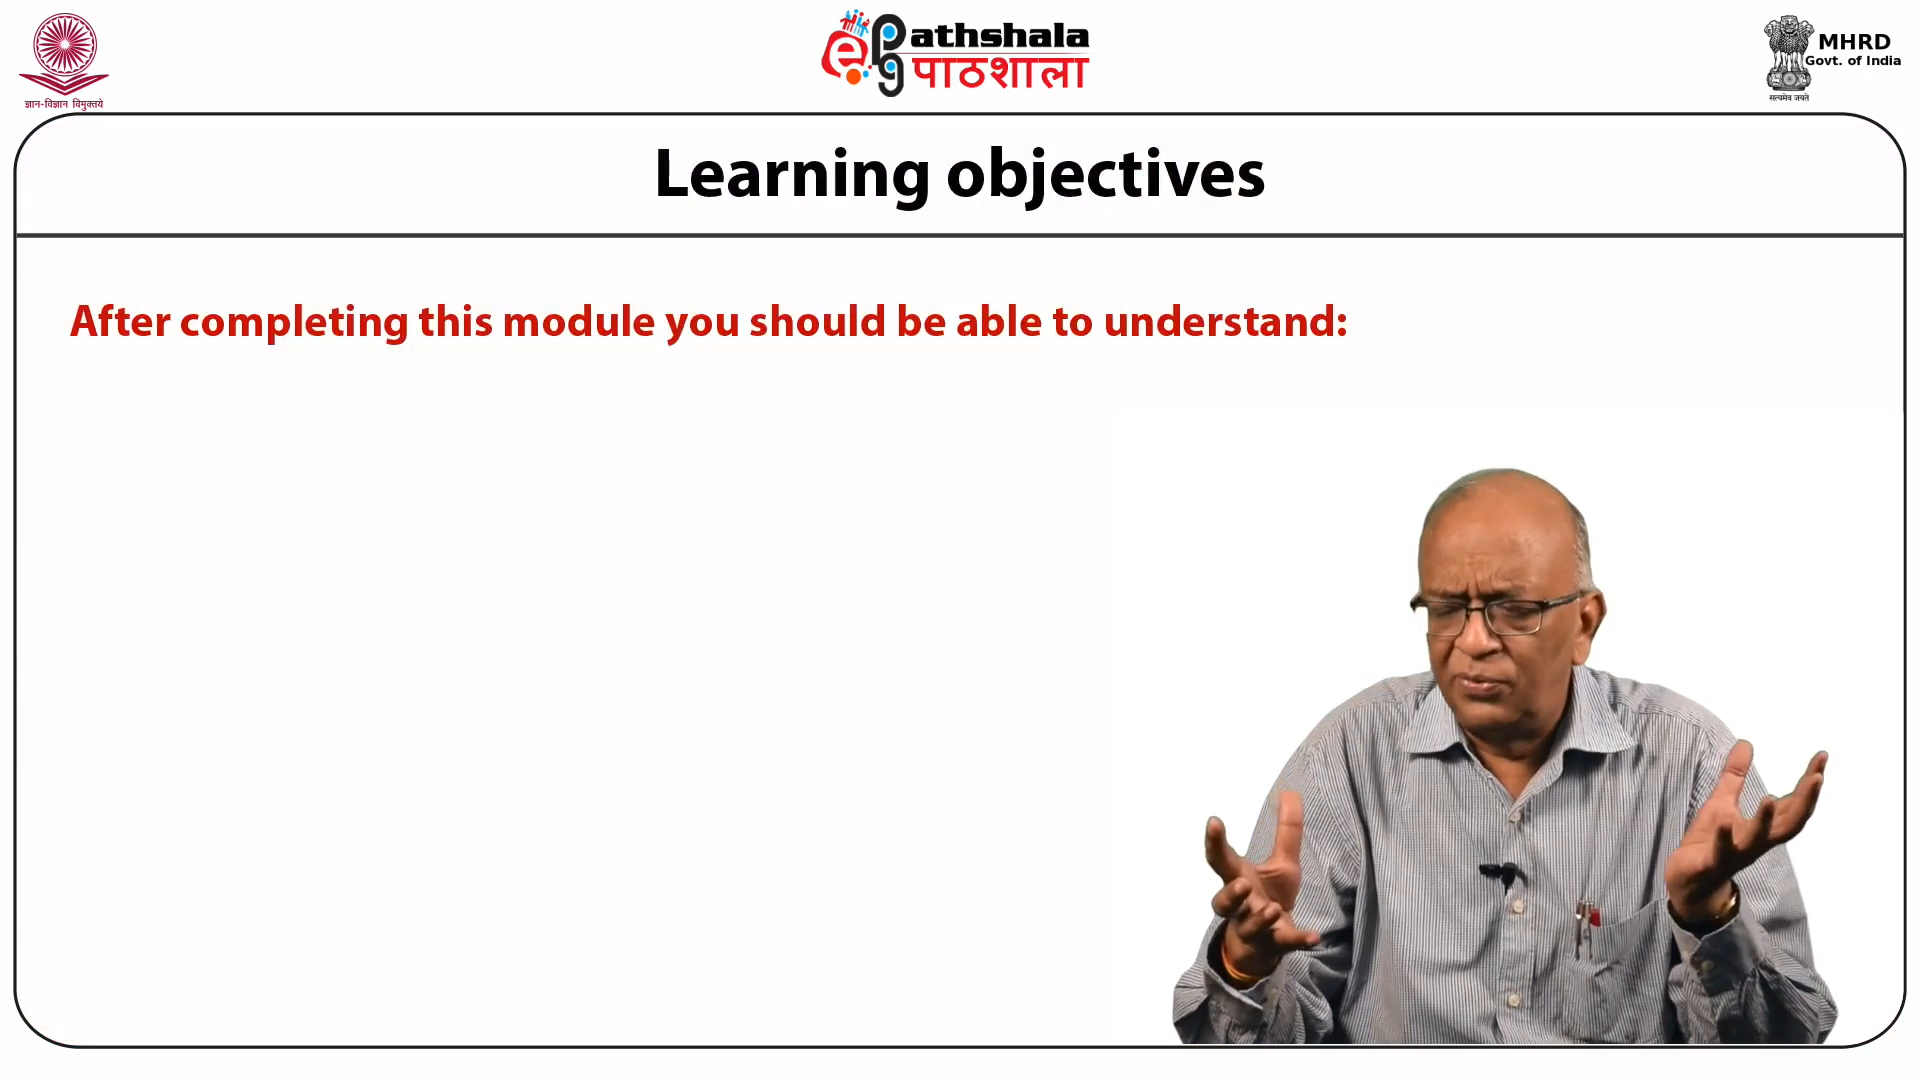 ज्ञान-विज्ञान विमुक्तये
ePathshala
पाठशाला
MHRD
Govt. of India
सत्यमेव जयते
Learning objectives
After completing this module you should be able to understand: